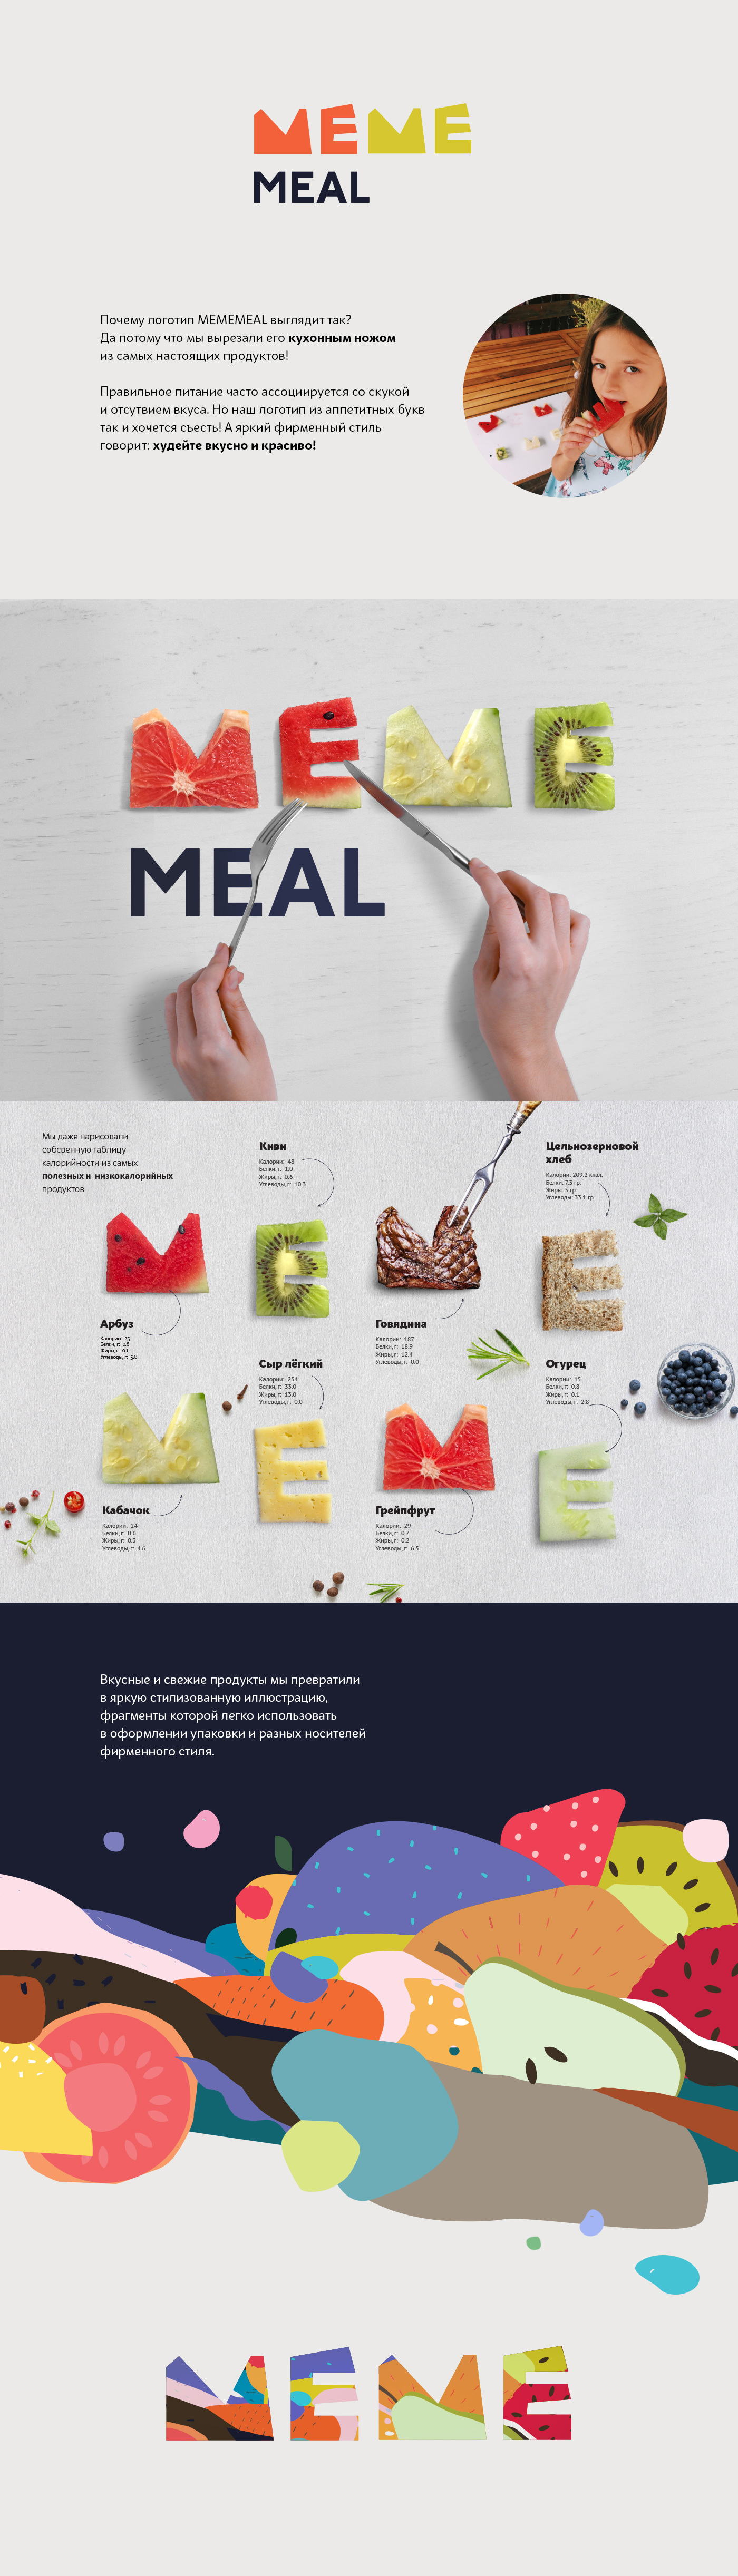 MEME
MEAL
Почему логотип MEMEMEAL выглядит так?
Да потому что мы вырезали его кухонным ножом
из самых настоящих продуктов!
Правильное питание часто ассоциируется со скукой
и отсутвием вкуса. Но наш логотип из аппетитных букв
так и хочется съесть! А яркий фирменный стиль
говорит: худейте вкусно и красиво!
MEME
MEAL
Мы даже нарисовали
собсвенную таблицу
калорийности из самых
полезных и низкокалорийных
продуктов
Киви
Калории: 48
Белки, г: 1.0
Жиры, г: 0.6
Углеводы, г: 10.3
Цельнозерновой
хлеб
Калории: 209.2 ккал.
Белки: 7.3 гр.
Жиры: 5 гр.
Углеводы: 33,1 гр.
M E M E
Арбуз
Калории: 25
Белки, г: 0.6
Жиры, г: 0.1
Углеводы, г: 5.8
Говядина
Калории: 187
Белки, г: 18.9
Жиры, г: 12.4
Углеводы, г: 0.0
Сыр лёгкий
Калории: 254
Белки, г: 33.0
Жиры, г: 13.0
Углеводы, г: 0.0
Огурец
Калории: 15
Белки, г: 0.8
Жиры, г: 0.1
Углеводы, г: 2.8
M E M E
Кабачок
Калории: 24
Белки, г: 0.6
Жиры, г: 0.3
Углеводы, г: 4.6
Грейпфрут
Калории: 29
Белки, г: 0.7
Жиры, г: 0.2
Углеводы, г: 6.5
Вкусные и свежие продукты мы превратили
в яркую стилизованную иллюстрацию,
фрагменты которой легко использовать
в оформлении упаковки и разных носителей
фирменного стиля.
MEME